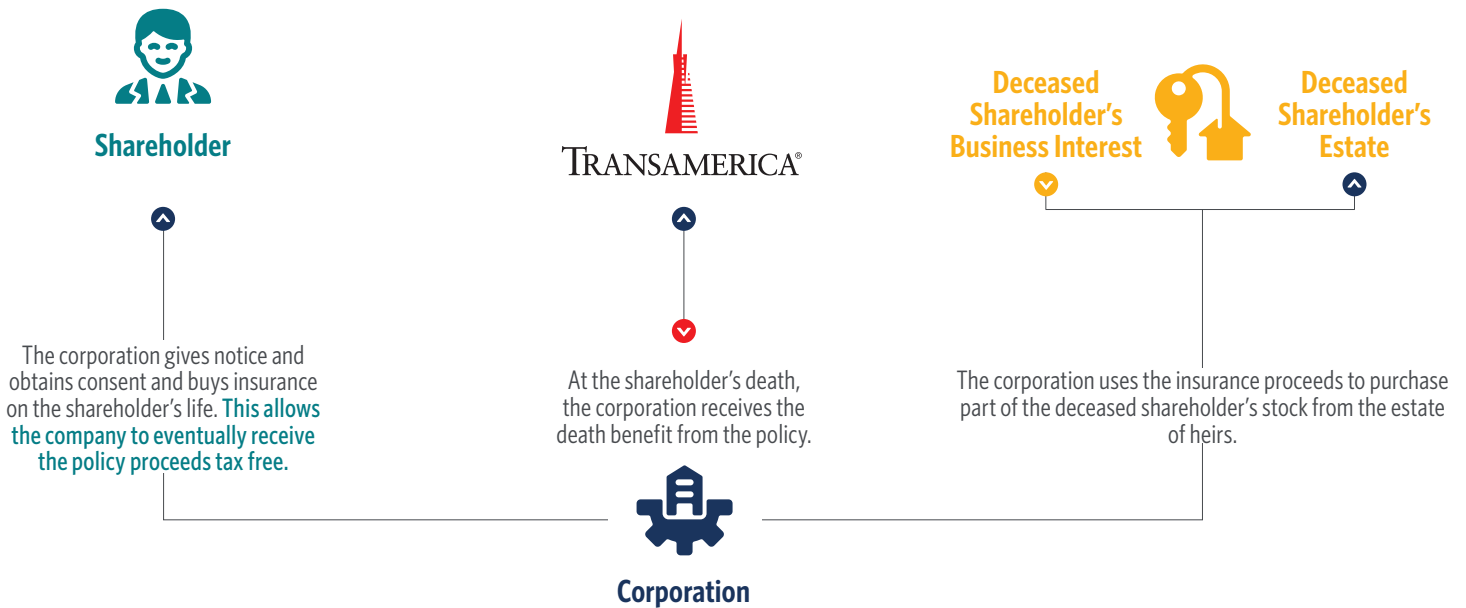 Shareholder
The corporation gives notice and
obtains consent and buys insurance
on the shareholder's life. This allows
the company to eventually receive
the policy proceeds tax free.
TRANSAMERICA®
At the shareholder's death,
the corporation receives the
death benefit from the policy.
Deceased
Shareholder's
Business Interest
Deceased
Shareholder's
Estate
The corporation uses the insurance proceeds to purchase
part of the deceased shareholder's stock from the estate
of heirs.
Corporation